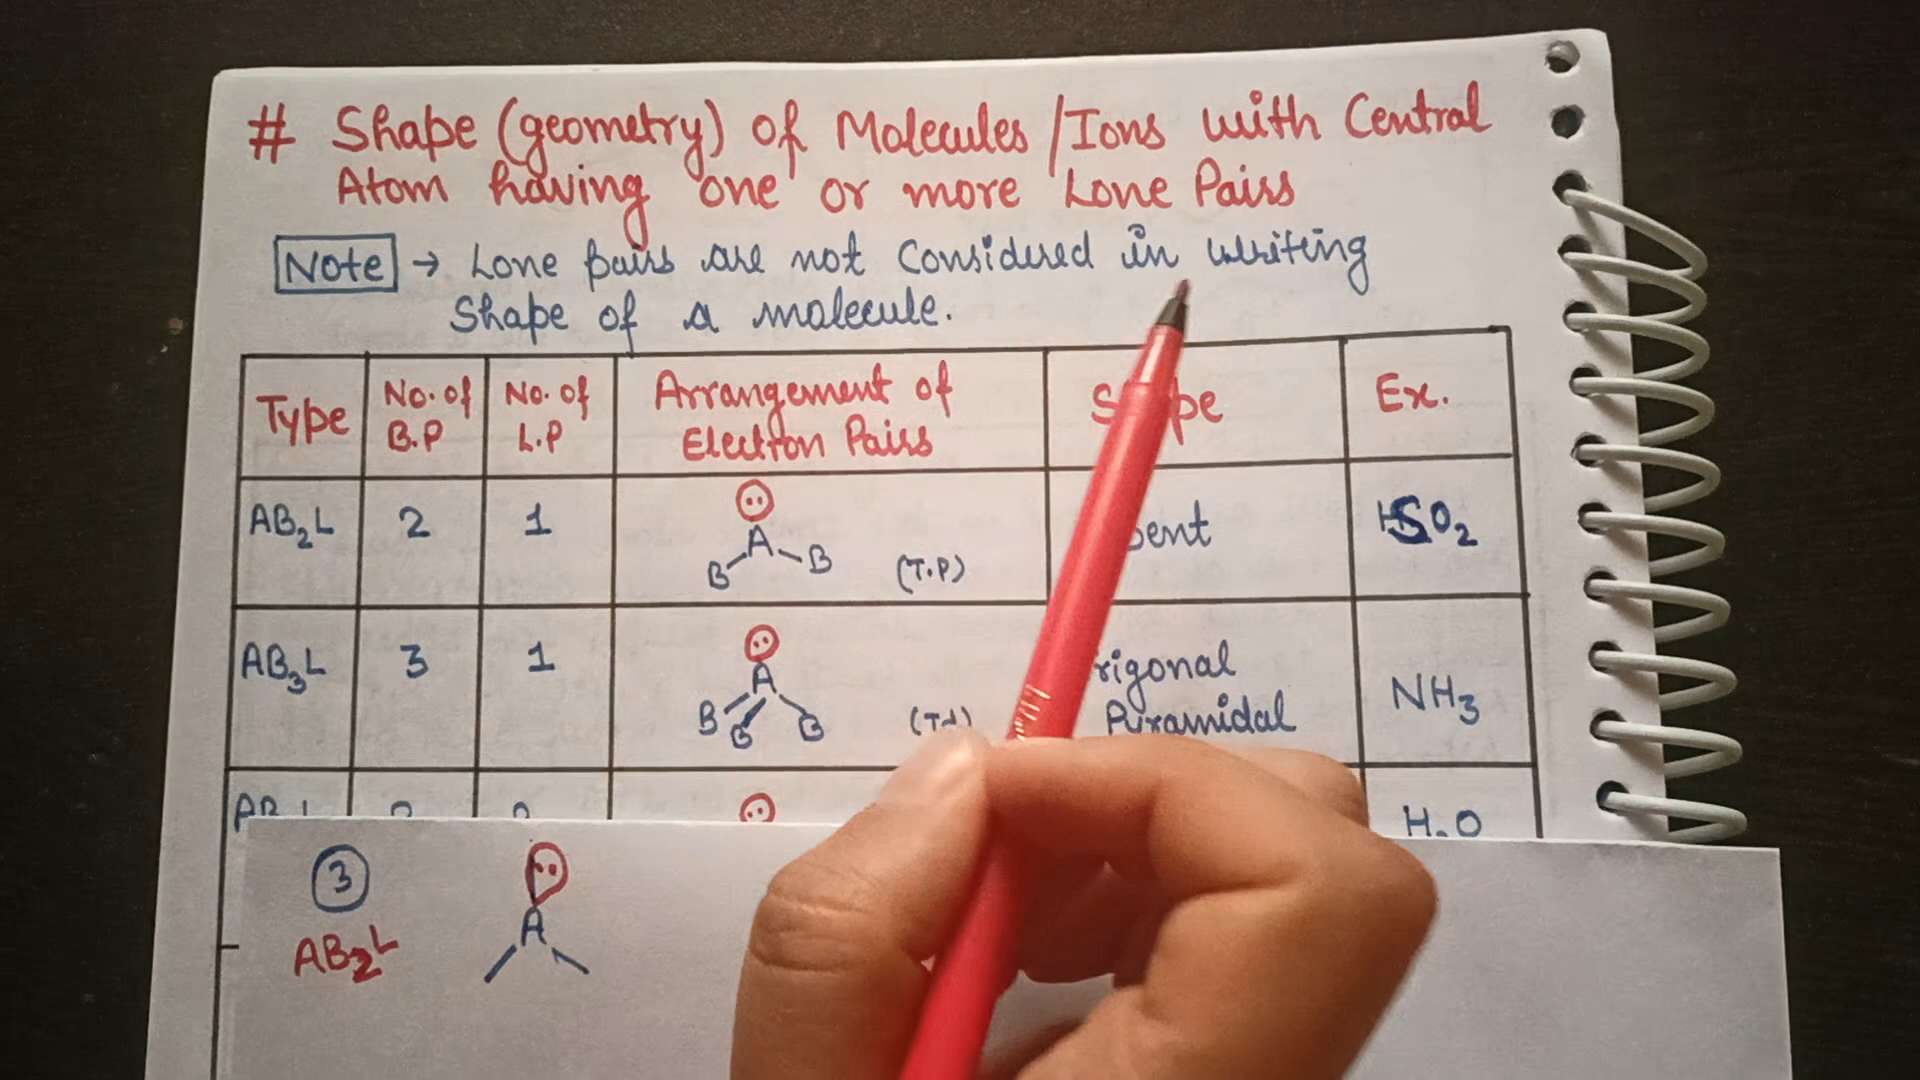 # Shape (geometry) of Molecules / Ions with Central
Atom having one or more Lone Pairs
Note → Lone pairs are not Considered in writing
Shape of a molecule.
Type No. of B.P No. of L.P Arrangement of Electron Pairs Ex.
AB₂L 2 1 A B B (T.P) SO₂
AB₃L 3 1 A B B B (Td) Pyramidal NH₃
3
AB₂L A